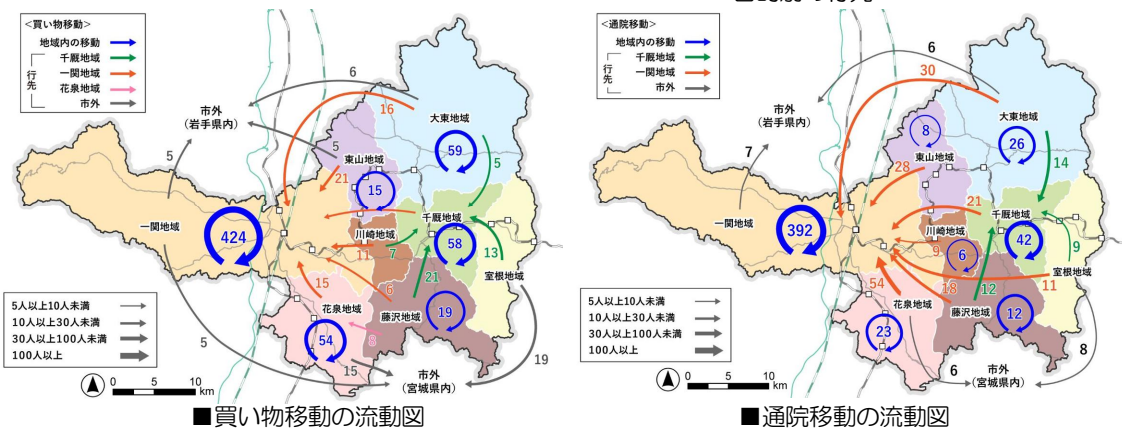 <買い物移動>
地域内の移動
行先
千厩地域
一関地域
花泉地域
市外
市外
(岩手県内)
6
16
大東地域
59
5
5
5
東山地域
21
15
一関地域
424
千厩地域
58
川崎地域
7
11
13
室根地域
15
6
21
花泉地域
藤沢地域
19
54
8
5
15
19
市外
(宮城県内)
5人以上10人未満
10人以上30人未満
30人以上100人未満
100人以上
0 5 10
km
■買い物移動の流動図
<通院移動>
地域内の移動
行先
千厩地域
一関地域
市外
市外
(岩手県内)
6
30
大東地域
8
26
7
東山地域
28
14
一関地域
392
21
千厩地域
42
川崎地域
9
6
9
室根地域
54
18
12
11
花泉地域
藤沢地域
23
12
6
8
市外
(宮城県内)
5人以上10人未満
10人以上30人未満
30人以上100人未満
100人以上
0 5 10
km
■通院移動の流動図